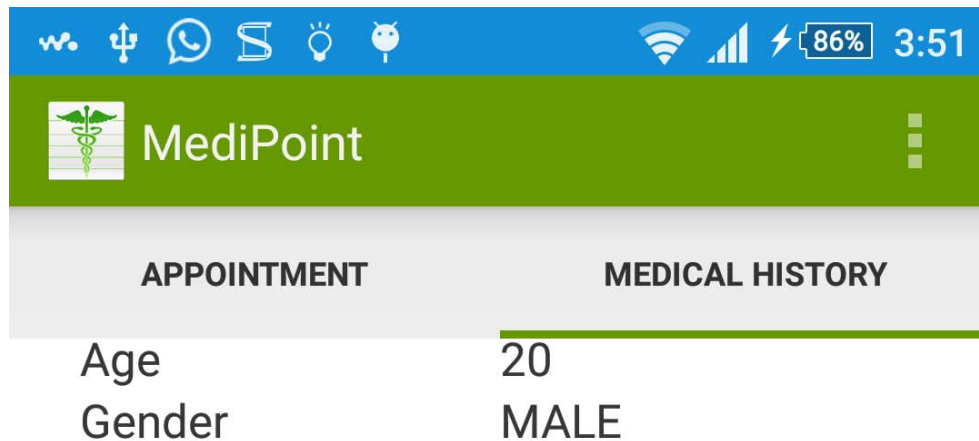 86% 3:51
MediPoint
APPOINTMENT MEDICAL HISTORY
Age 20
Gender MALE